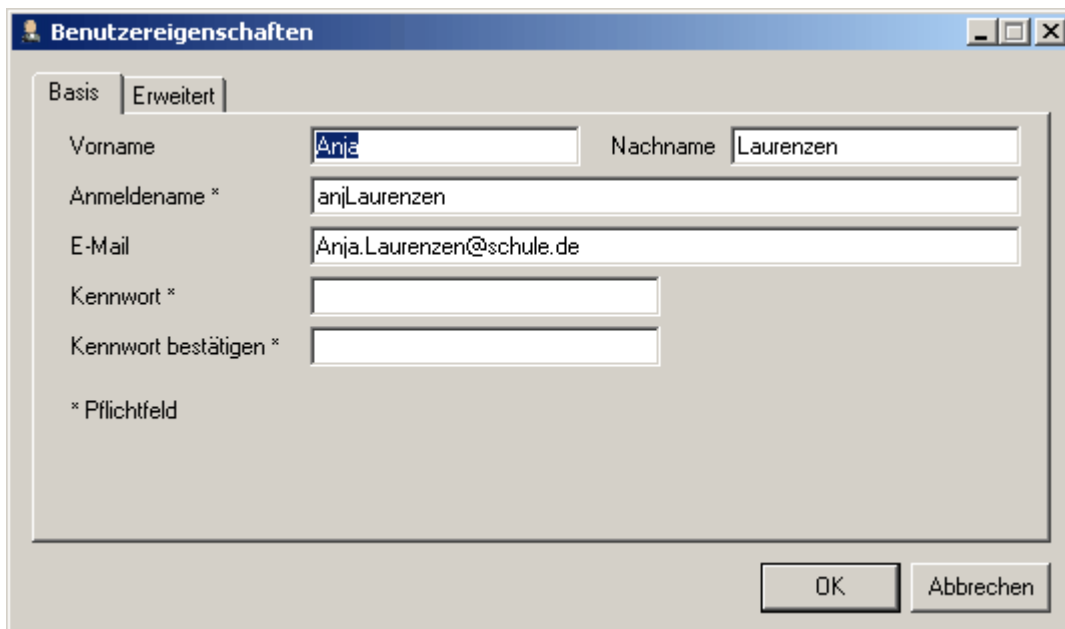 Benutzereigenschaften
Basis Erweitert
Vorname Anja Nachname Laurenzen
Anmeldename * anjLaurenzen
E-Mail Anja.Laurenzen@schule.de
Kennwort *
Kennwort bestätigen *
* Pflichtfeld
OK Abbrechen